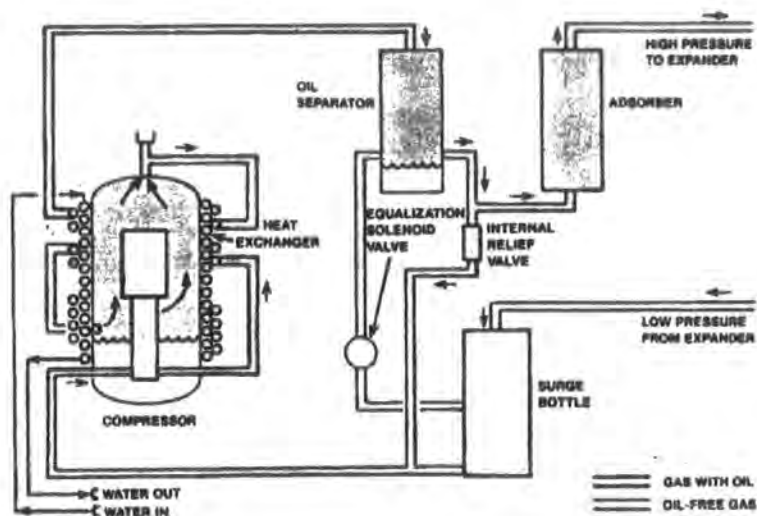 HIGH PRESSURE
TO EXPANDER
OIL
SEPARATOR
ADSORBER
EQUALIZATION
SOLENOID
VALVE
INTERNAL
RELIEF
VALVE
HEAT
EXCHANGER
LOW PRESSURE
FROM EXPANDER
SURGE
BOTTLE
COMPRESSOR
WATER OUT
WATER IN
GAS WITH OIL
OIL-FREE GAS